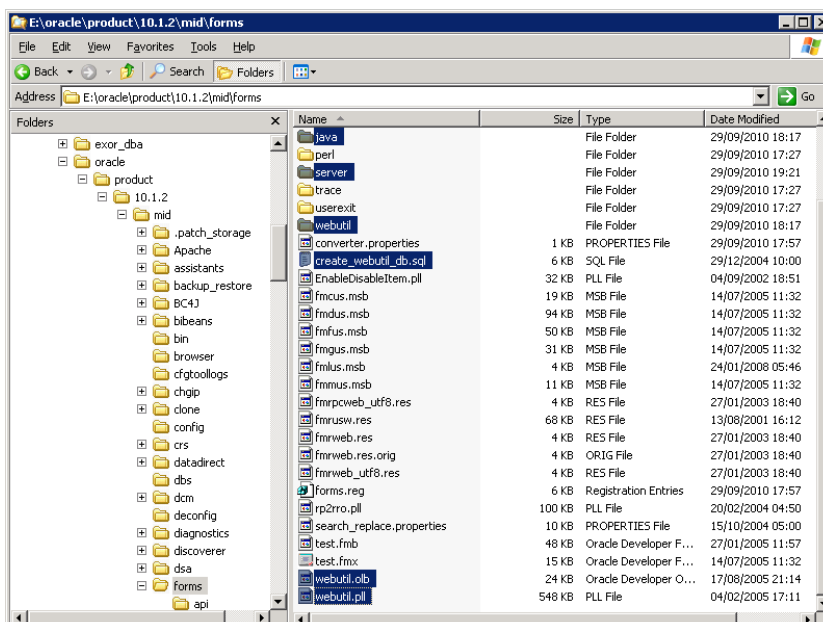 E:\oracle\product\10.1.2\mid\forms
File Edit View Favorites Tools Help
Back Search Folders
Address E:\oracle\product\10.1.2\mid\forms Go
Folders
exor_dba
oracle
product
10.1.2
mid
.patch_storage
Apache
assistants
backup_restore
BC4J
bibeans
bin
browser
cfgtoollogs
chgip
clone
config
crs
datadirect
dbs
dcm
deconfig
diagnostics
discoverer
dsa
forms
api
Name Size Type Date Modified
java File Folder 29/09/2010 18:17
perl File Folder 29/09/2010 17:27
server File Folder 29/09/2010 19:21
trace File Folder 29/09/2010 17:27
userexit File Folder 29/09/2010 17:27
webutil File Folder 29/09/2010 18:17
converter.properties 1 KB PROPERTIES File 29/09/2010 17:57
create_webutil_db.sql 6 KB SQL File 29/12/2004 10:00
EnableDisableItem.pll 32 KB PLL File 04/09/2002 18:51
fmcus.msb 19 KB MSB File 14/07/2005 11:32
fmdus.msb 94 KB MSB File 14/07/2005 11:32
fmfus.msb 50 KB MSB File 14/07/2005 11:32
fmgus.msb 31 KB MSB File 14/07/2005 11:32
fmlus.msb 4 KB MSB File 24/01/2008 05:46
fmmus.msb 11 KB MSB File 14/07/2005 11:32
fmrpcweb_utf8.res 4 KB RES File 27/01/2003 18:40
fmrusw.res 68 KB RES File 13/08/2001 16:12
fmrweb.res 4 KB RES File 27/01/2003 18:40
fmrweb.res.orig 4 KB ORIG File 27/01/2003 18:40
fmrweb_utf8.res 4 KB RES File 27/01/2003 18:40
forms.reg 6 KB Registration Entries 29/09/2010 17:57
rp2rro.pll 100 KB PLL File 20/02/2004 04:50
search_replace.properties 10 KB PROPERTIES File 15/10/2004 05:00
test.fmb 48 KB Oracle Developer F... 27/01/2005 11:57
test.fmx 15 KB Oracle Developer F... 14/07/2005 11:32
webutil.olb 24 KB Oracle Developer O... 17/08/2005 21:14
webutil.pll 548 KB PLL File 04/02/2005 17:11